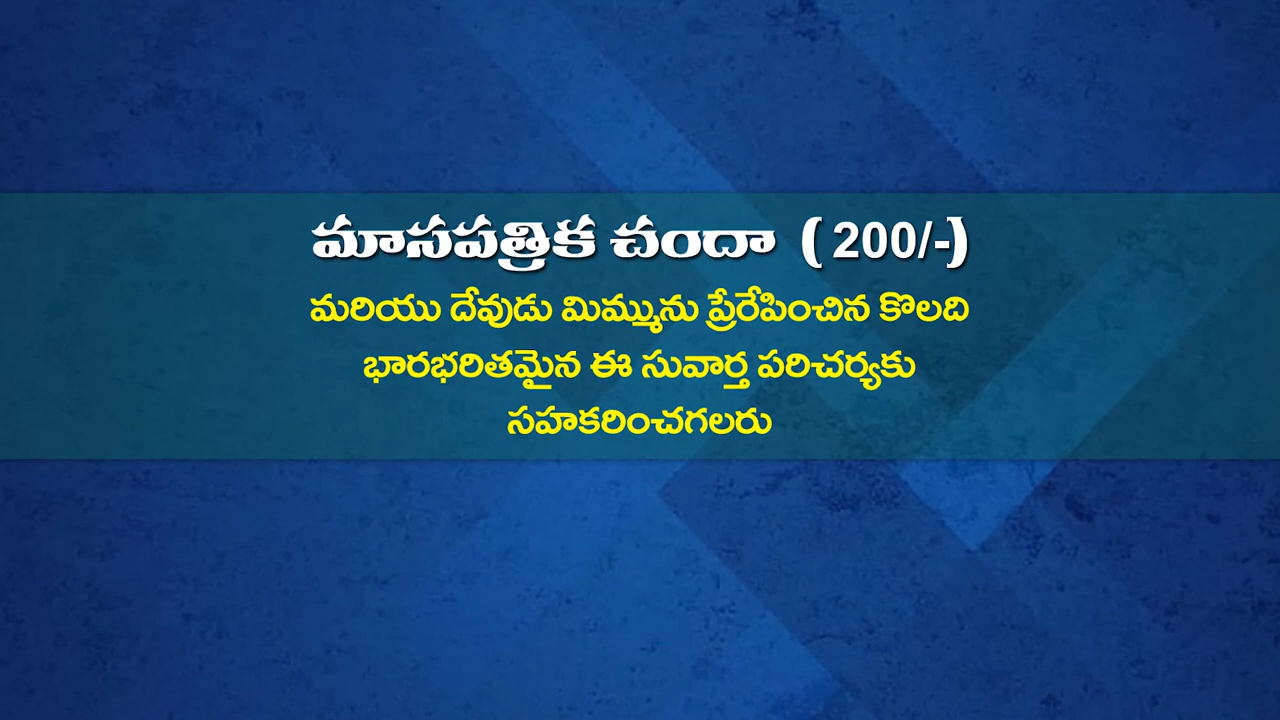 మాసపత్రిక చందా ( 200/-)
మరియు దేవుడు మిమ్మును ప్రేరేపించిన కొలది
భారభరితమైన ఈ సువార్త పరిచర్యకు
సహకరించగలరు